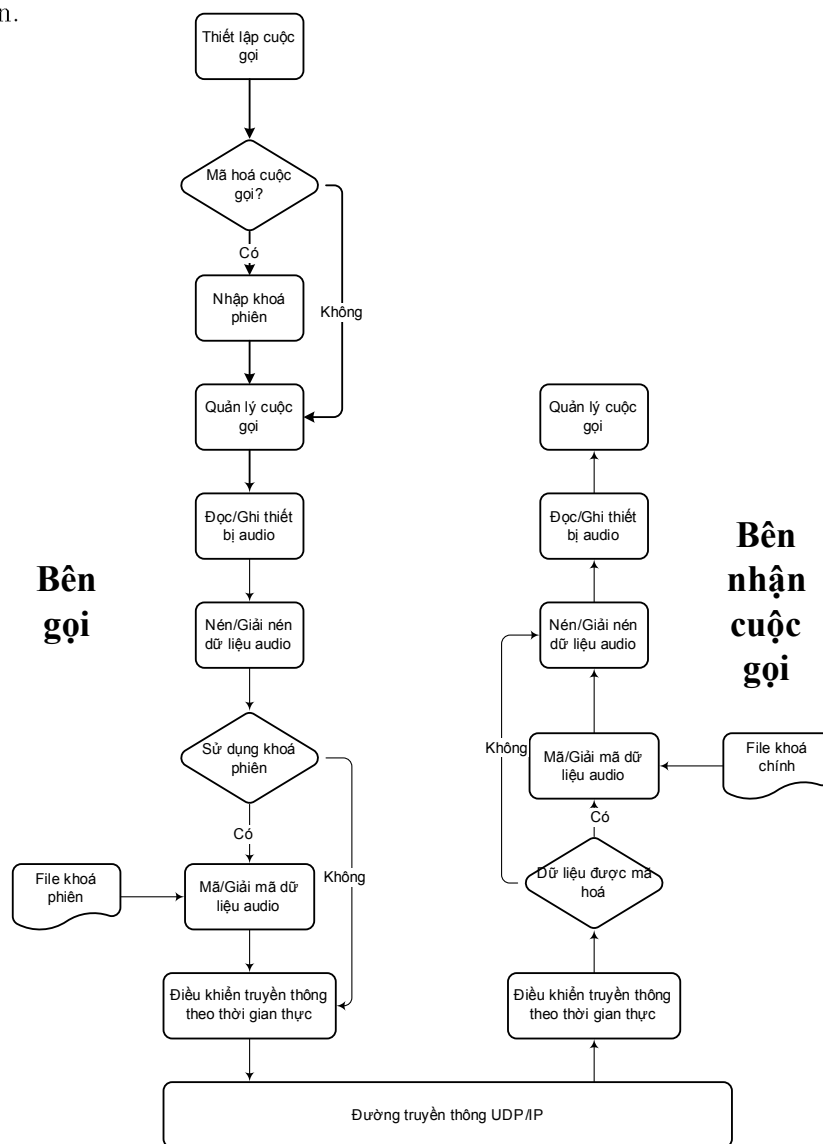 n.
Thiết lập cuộc
gọi
Mã hoá cuộc
gọi?
Có
Nhập khoá
phiên
Không
Quản lý cuộc
gọi
Đọc/Ghi thiết
bị audio
Bên
gọi
Nén/Giải nén
dữ liệu audio
Sử dụng khoá
phiên
Có
Không
File khoá
phiên
Mã/Giải mã dữ
liệu audio
Điều khiển truyền thông
theo thời gian thực
Quản lý cuộc
gọi
Đọc/Ghi thiết
bị audio
Bên
nhận
cuộc
gọi
Nén/Giải nén
dữ liệu audio
Không
Mã/Giải mã dữ
liệu audio
File khoá
chính
Có
Dữ liệu được mã
hoá
Điều khiển truyền thông
theo thời gian thực
Đường truyền thông UDP/IP